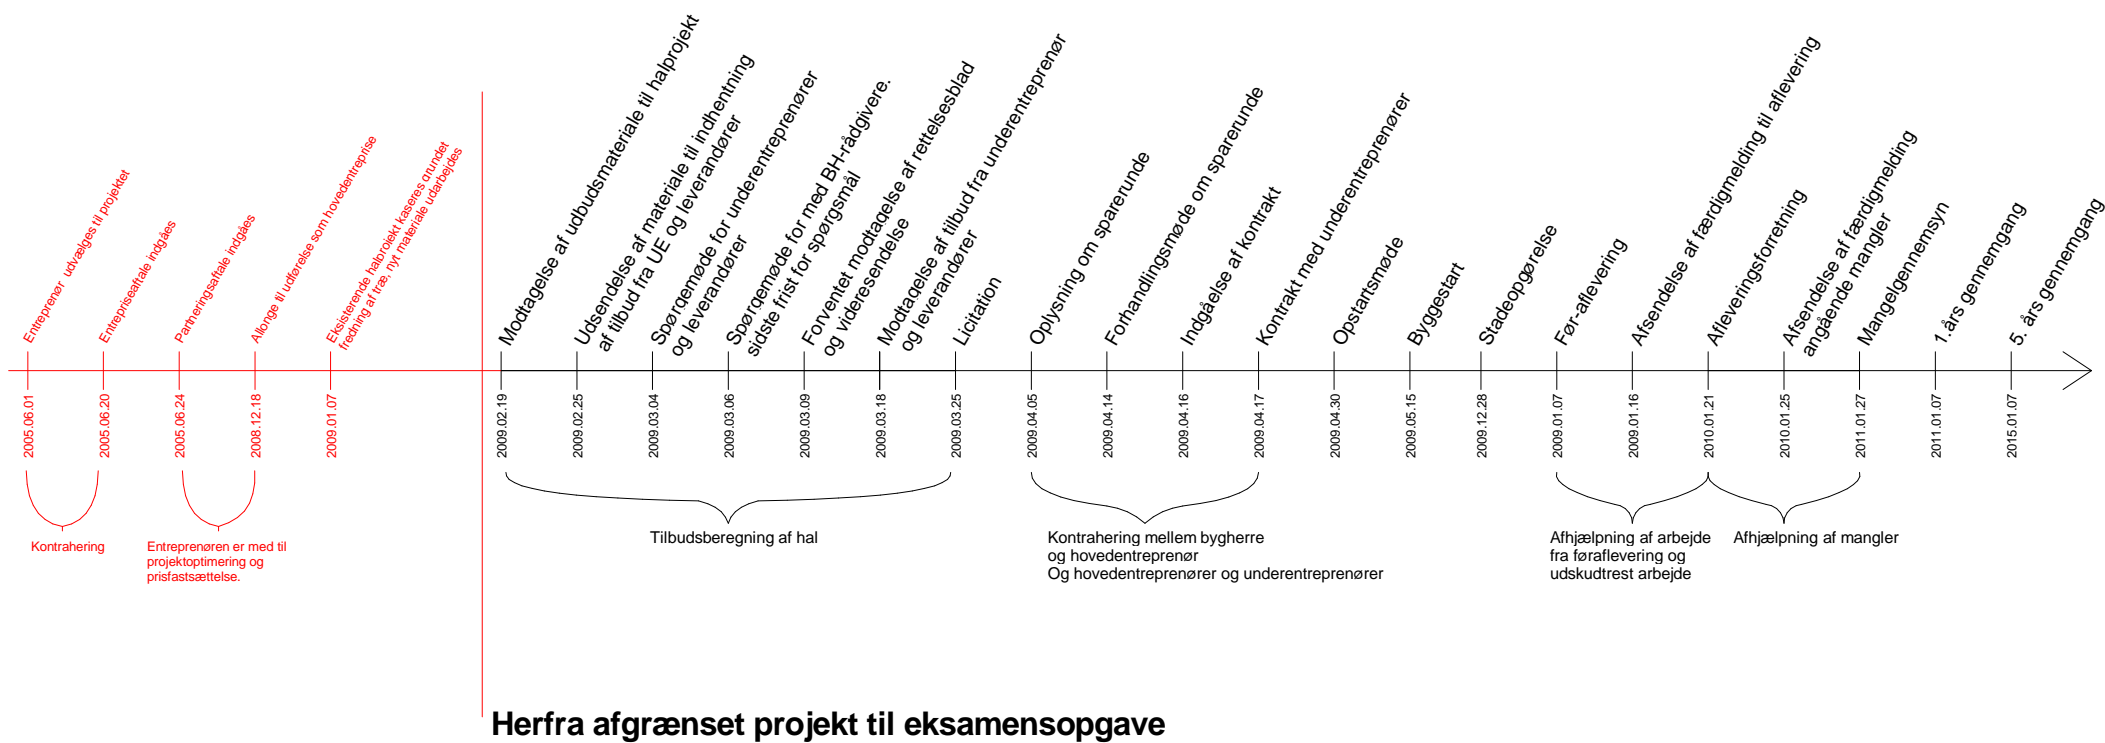 Entreprenør udvælges til projektet
Entrepriseaftale indgåes
Partneringsaftale indgåes
Allonge til udførelse som hovedentreprise
Eksisterende halprojekt kaseres grundet
fredning af træ, nyt materiale udarbejdes
Modtagelse af udbudsmateriale til halprojekt
Udsendelse af materiale til indhentning
af tilbud fra UE og leverandører
Spørgemøde for underentreprenører
og leverandører
Spørgemøde for med BH-rådgivere.
sidste frist for spørgsmål
Forventet modtagelse af rettelsesblad
og videresendelse
Modtagelse af tilbud fra underentreprenør
og leverandører
Licitation
Oplysning om sparerunde
Forhandlingsmøde om sparerunde
Indgåelse af kontrakt
Kontrakt med underentreprenører
Opstartsmøde
Byggestart
Stadeopgørelse
Før-aflevering
Afsendelse af færdigmelding til aflevering
Afleveringsforretning
Afsendelse af færdigmelding
angående mangler
Mangelgennemsyn
1.års gennemgang
5. års gennemgang
2005.06.01
2005.06.20
2005.06.24
2008.12.18
2009.01.07
2009.02.19
2009.02.25
2009.03.04
2009.03.06
2009.03.09
2009.03.18
2009.03.25
2009.04.05
2009.04.14
2009.04.16
2009.04.17
2009.04.30
2009.05.15
2009.12.28
2009.01.07
2009.01.16
2010.01.21
2010.01.25
2011.01.27
2011.01.07
2015.01.07
Kontrahering
Entreprenøren er med til
projektoptimering og
prisfastsættelse.
Tilbudsberegning af hal
Kontrahering mellem bygherre
og hovedentreprenør
Og hovedentreprenører og underentreprenører
Afhjælpning af arbejde
fra føraflevering og
udskudtrest arbejde
Afhjælpning af mangler
Herfra afgrænset projekt til eksamensopgave